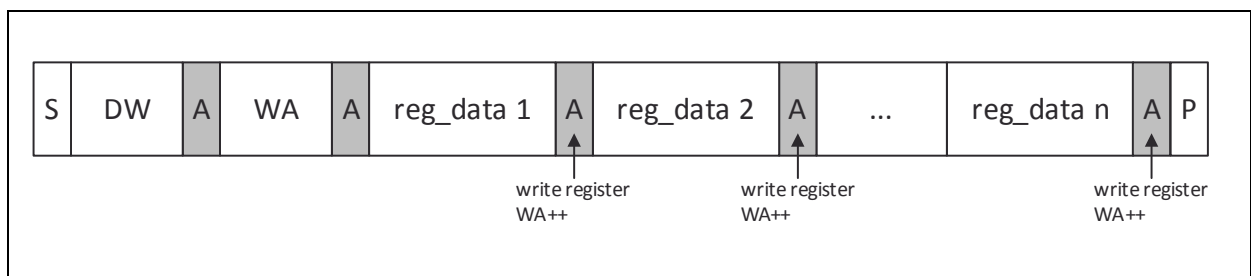 S DW A WA A reg_data 1 A reg_data 2 A ... reg_data n A P
write register write register write register
WA++ WA++ WA++